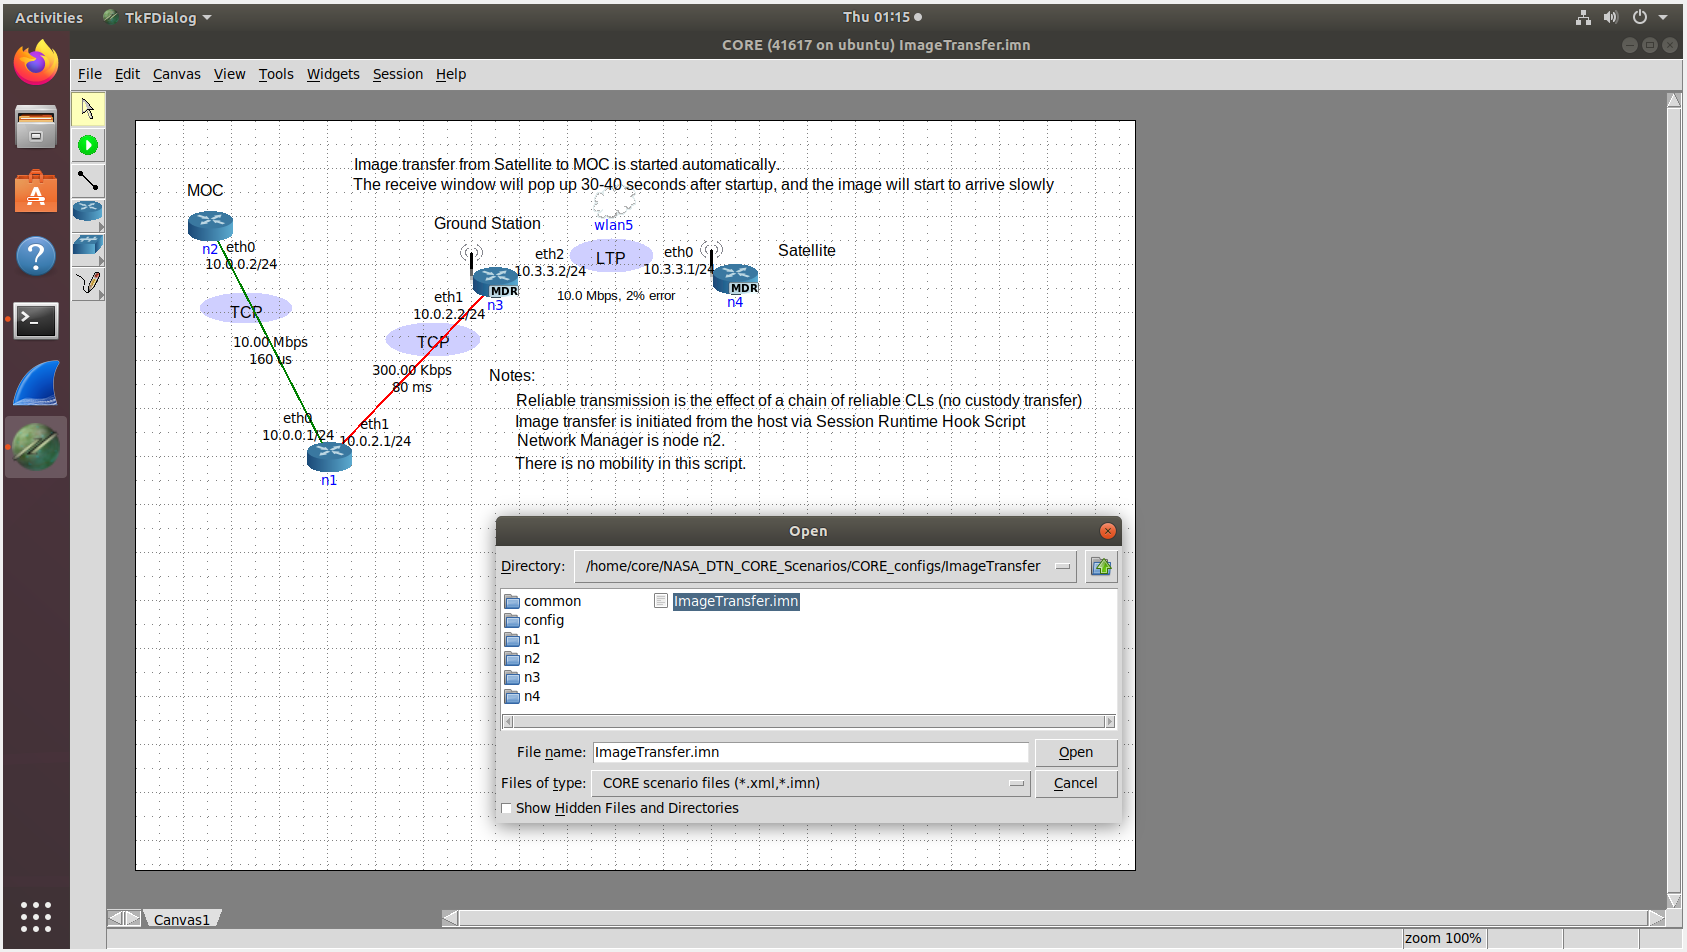 Activities TkFDialog Thu 01:15
CORE (41617 on ubuntu) ImageTransfer.imn
File Edit Canvas View Tools Widgets Session Help
Image transfer from Satellite to MOC is started automatically.
The receive window will pop up 30-40 seconds after startup, and the image will start to arrive slowly
MOC
n2
eth0
10.0.0.2/24
TCP
10.00 Mbps
160 us
eth0
10.0.0.1/24
n1
eth1
10.0.2.1/24
Ground Station
MDR
n3
eth1
10.0.2.2/24
TCP
300.00 Kbps
80 ms
eth2
10.3.3.2/24
wlan5
LTP
10.0 Mbps, 2% error
eth0
10.3.3.1/24
MDR
n4
Satellite
Notes:
Reliable transmission is the effect of a chain of reliable CLs (no custody transfer)
Image transfer is initiated from the host via Session Runtime Hook Script
Network Manager is node n2.
There is no mobility in this script.
Open
Directory: /home/core/NASA_DTN_CORE_Scenarios/CORE_configs/ImageTransfer
common
config
n1
n2
n3
n4
ImageTransfer.imn
File name: ImageTransfer.imn Open
Files of type: CORE scenario files (*.xml,*.imn) Cancel
Show Hidden Files and Directories
Canvas1
zoom 100%